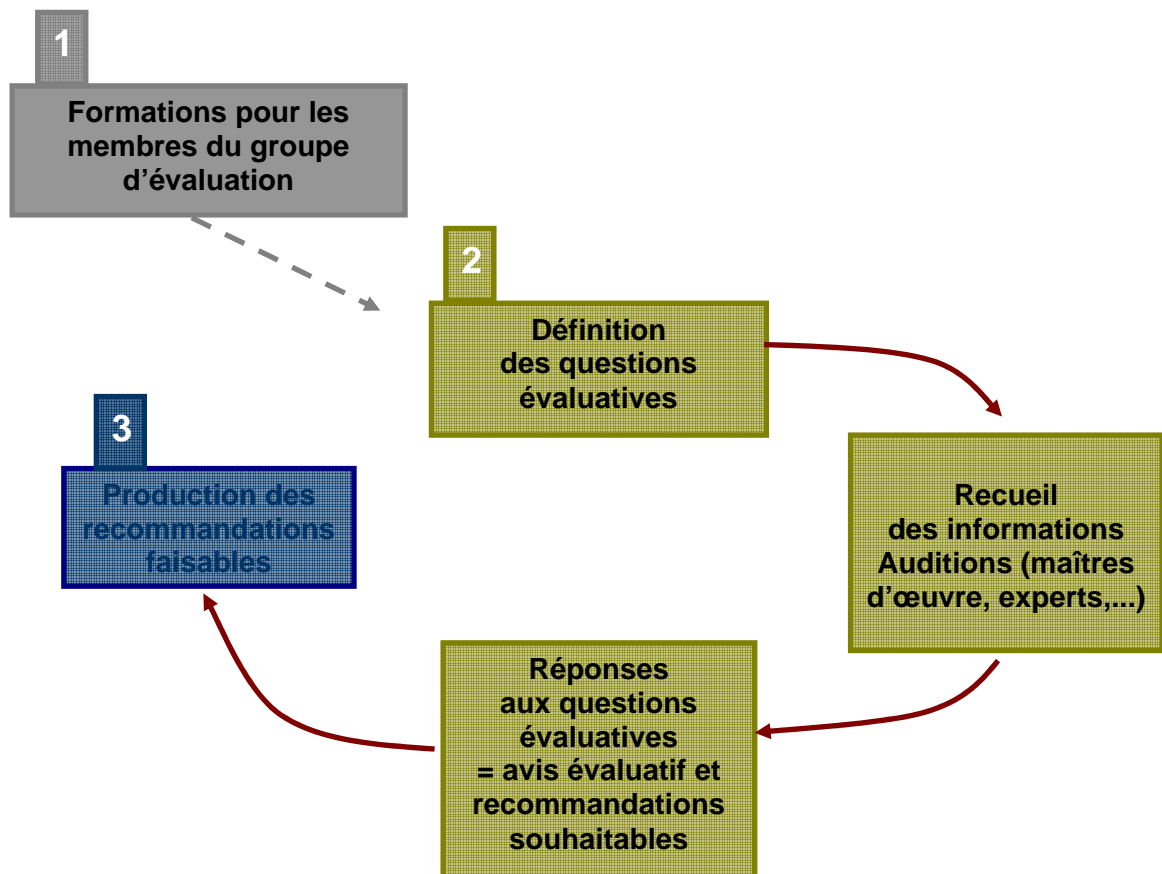 1
Formations pour les
membres du groupe
d’évaluation
2
Définition
des questions
évaluatives
Recueil
des informations
Auditions (maîtres
d’œuvre, experts,...)
Réponses
aux questions
évaluatives
= avis évaluatif et
recommandations
souhaitables
3
Production des
recommandations
faisables